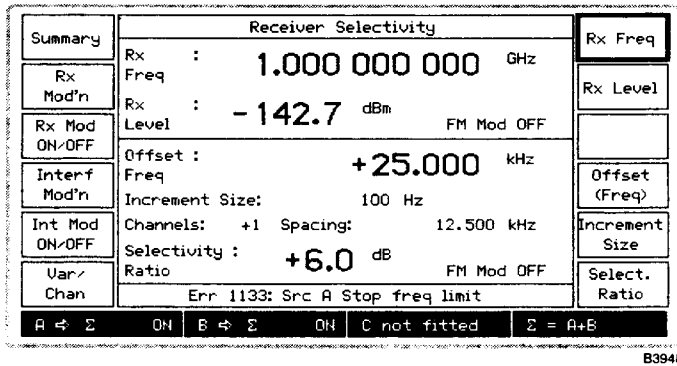 Receiver Selectivity
Summary
Rx
Mod'n
Rx Mod
ON/OFF
Interf
Mod'n
Int Mod
ON/OFF
Var/
Chan
Rx : 1.000 000 000 GHz
Freq
Rx : -142.7 dBm
Level FM Mod OFF
Offset : +25.000 kHz
Freq
Increment Size: 100 Hz
Channels: +1 Spacing: 12.500 kHz
Selectivity : +6.0 dB
Ratio FM Mod OFF
Err 1133: Src A Stop freq limit
Rx Freq
Rx Level
Offset
(Freq)
Increment
Size
Select.
Ratio
A ⇨ Σ ON B ⇨ Σ ON C not fitted Σ = A+B
B3948